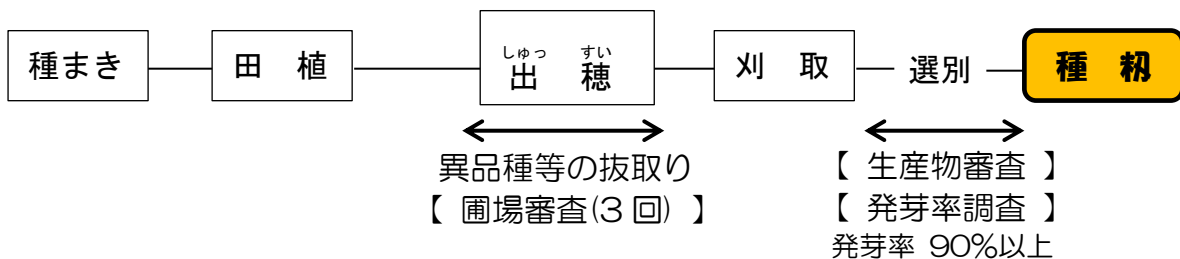 種まき
田 植
しゅっ すい
出 穂
刈 取
選別
種 籾
異品種等の抜取り
【 圃場審査(3回) 】
【 生産物審査 】
【 発芽率調査 】
発芽率 90%以上